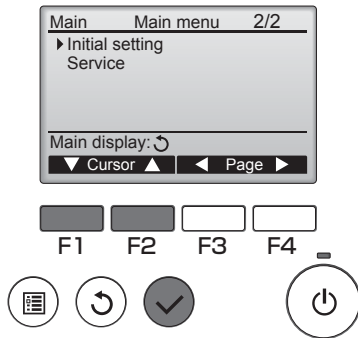 Main Main menu 2/2
Initial setting
Service
Main display:
Cursor Page
F1 F2 F3 F4